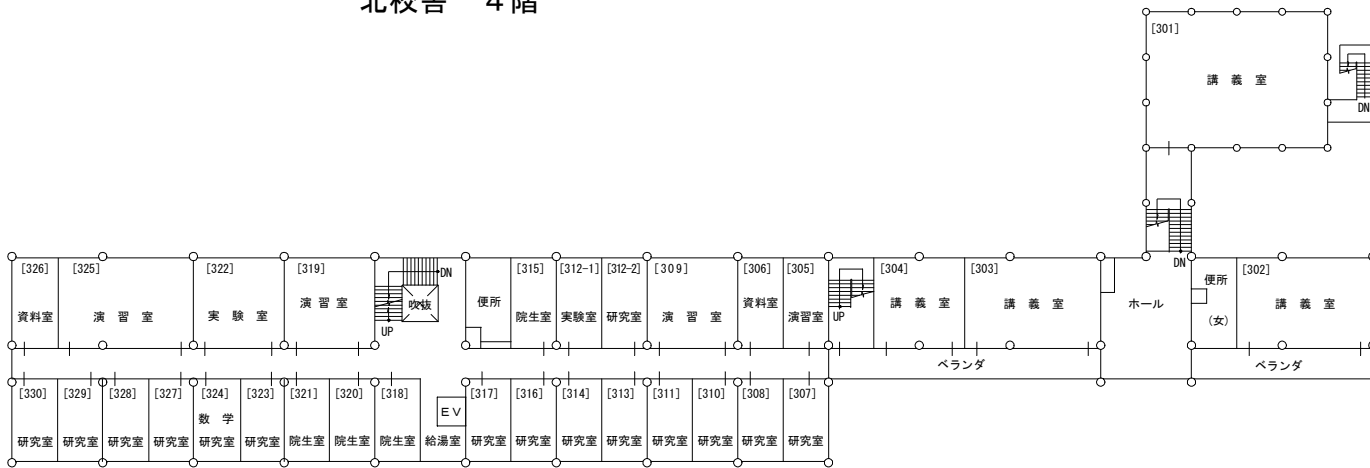 北校舎 4階
[301]
講 義 室
DN
DN
[326] [325] [322] [319] DN [315] [312-1] [312-2] [309] [306] [305] [304] [303] 便所 [302]
資料室 演 習 室 実 験 室 演 習 室 吹抜 便所 院生室 実験室 研究室 演 習 室 資料室 演習室 講 義 室 講 義 室 ホール (女) 講 義 室
UP UP
ベランダ ベランダ
[330] [329] [328] [327] [324] [323] [321] [320] [318] [317] [316] [314] [313] [311] [310] [308] [307]
数 学 EV
研究室 研究室 研究室 研究室 研究室 研究室 院生室 院生室 院生室 給湯室 研究室 研究室 研究室 研究室 研究室 研究室 研究室 研究室